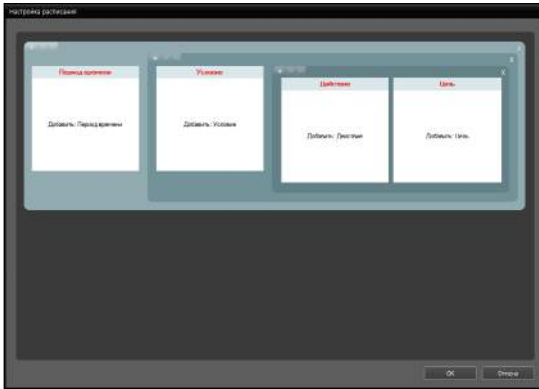 Настройка расписания
X
X
X
Период времени
Условие
Действие
Цель
Добавить: Период времени
Добавить: Условие
Добавить: Действие
Добавить: Цель
OK
Отмена